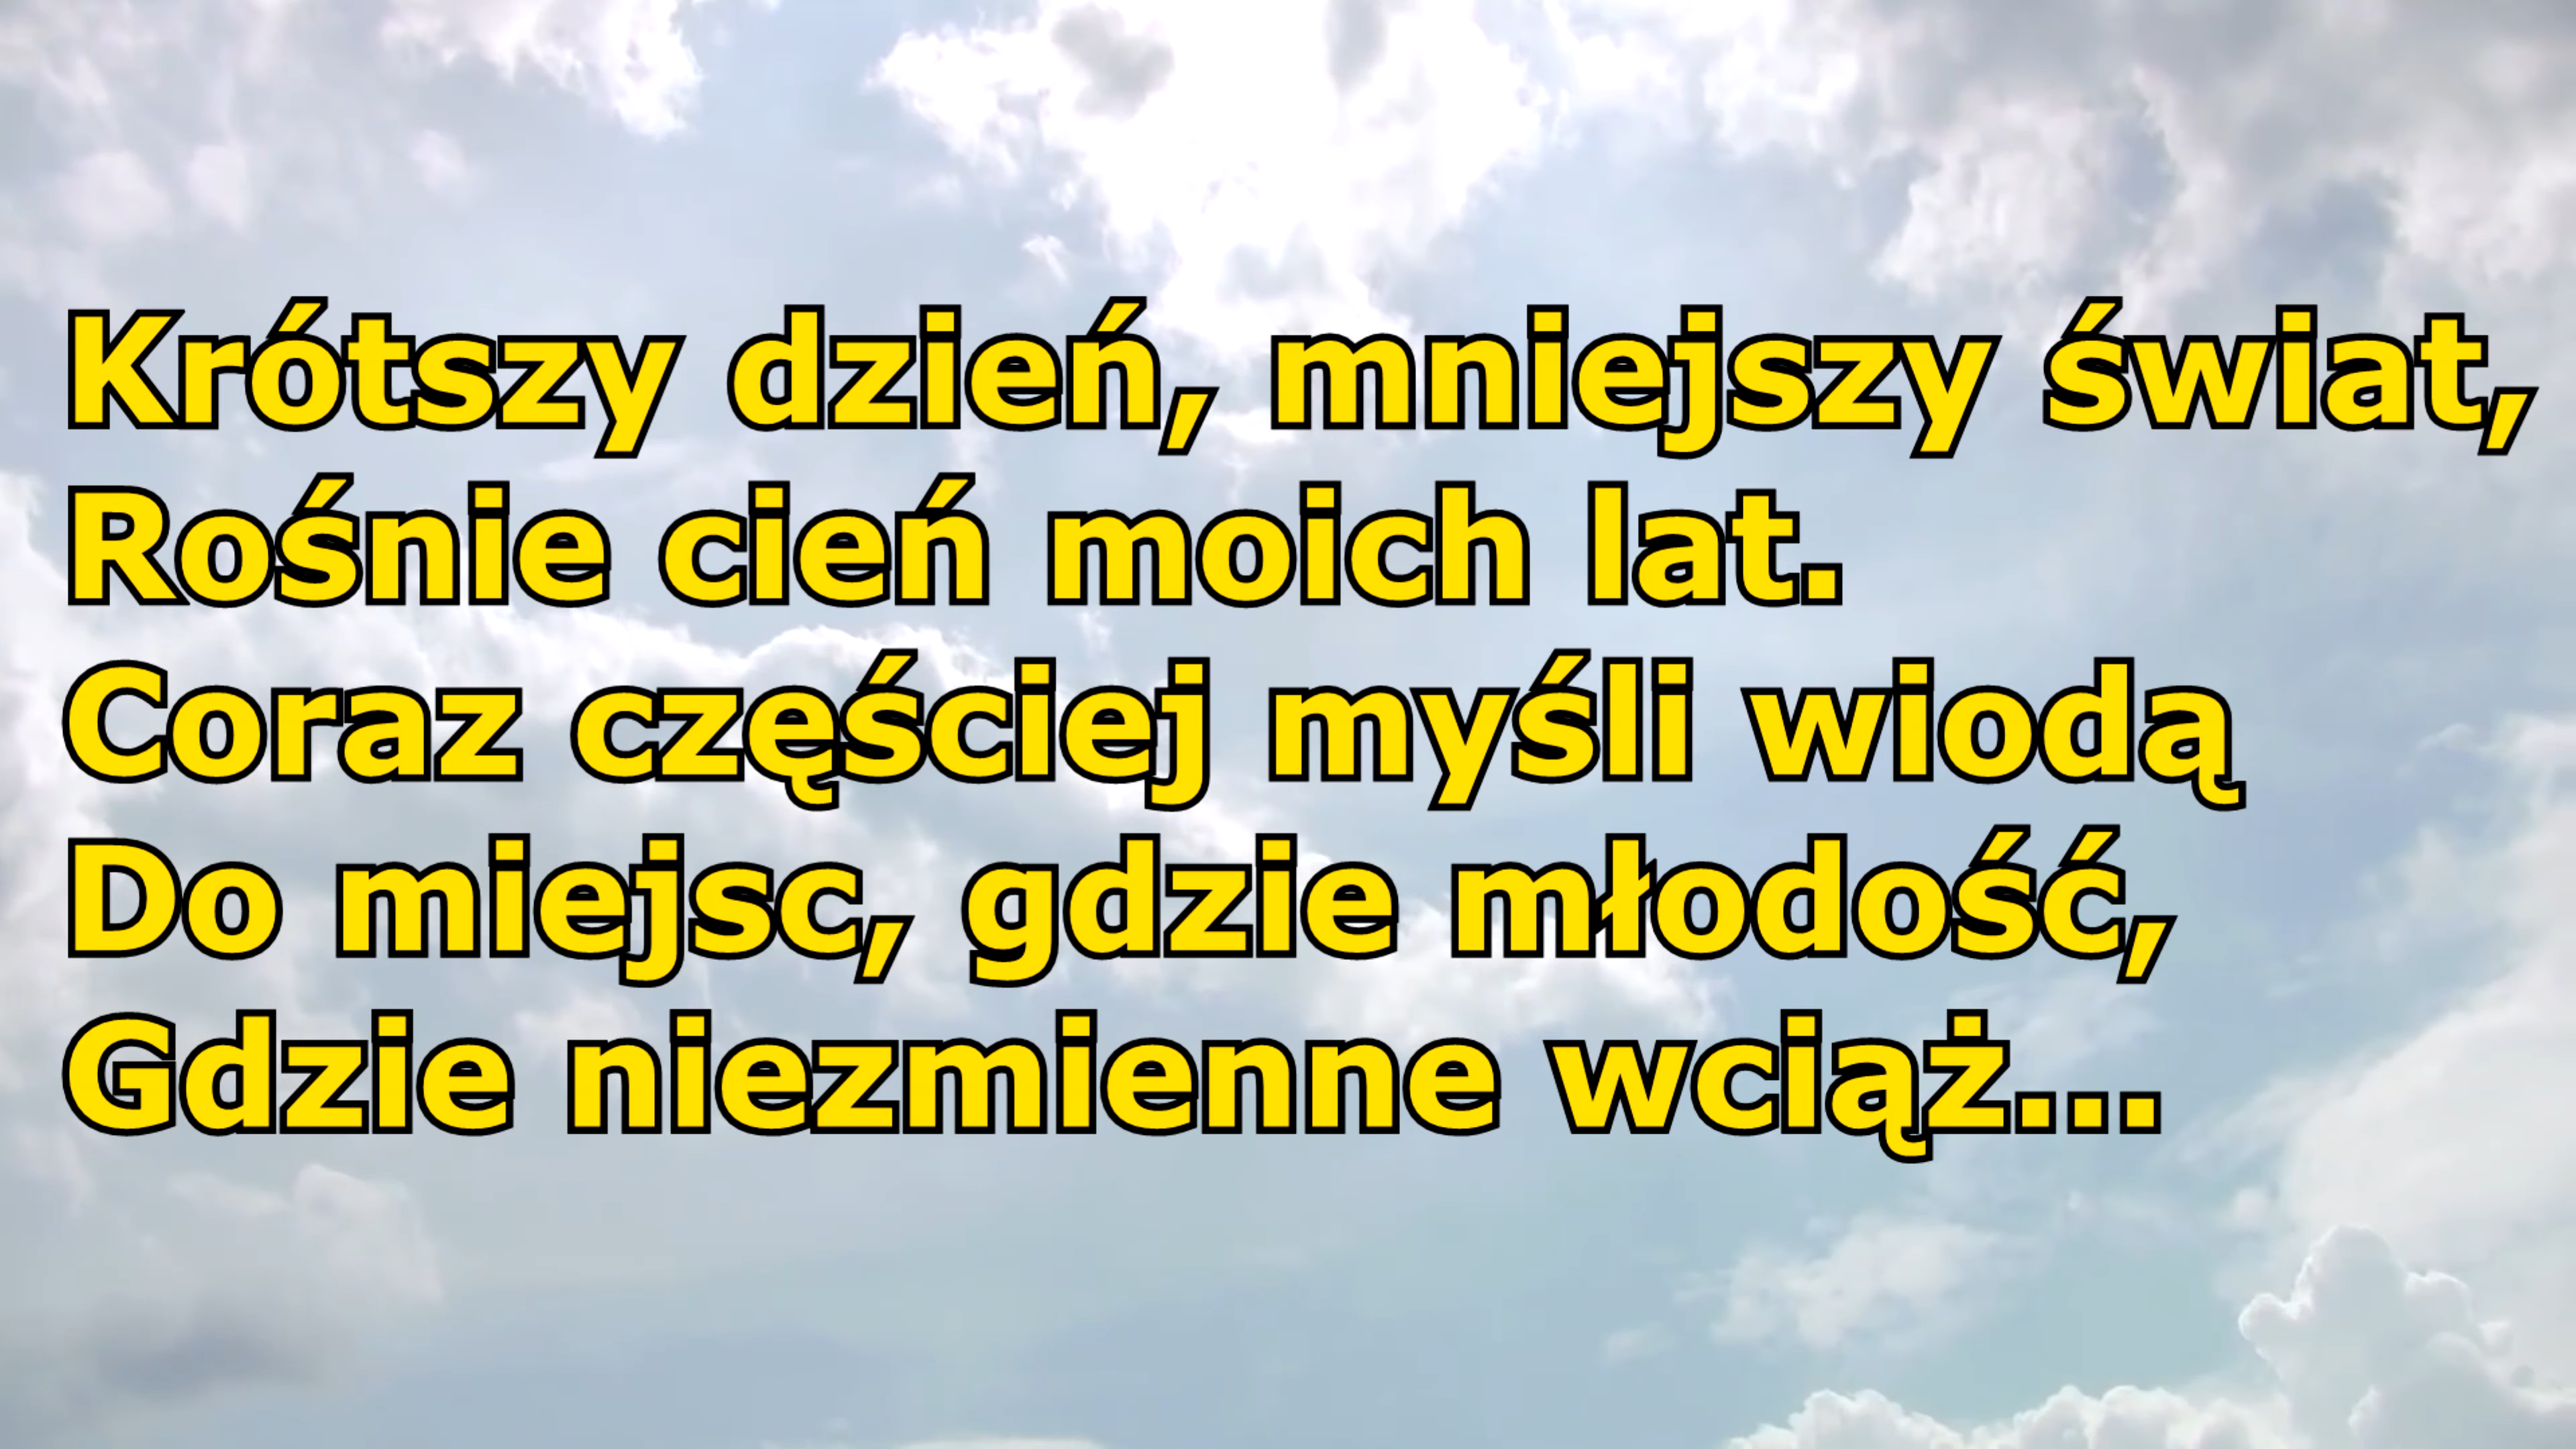 Krótszy dzień, mniejszy świat,
Rośnie cień moich lat.
Coraz częściej myśli wiodą
Do miejsc, gdzie młodość,
Gdzie niezmienne wciąż...